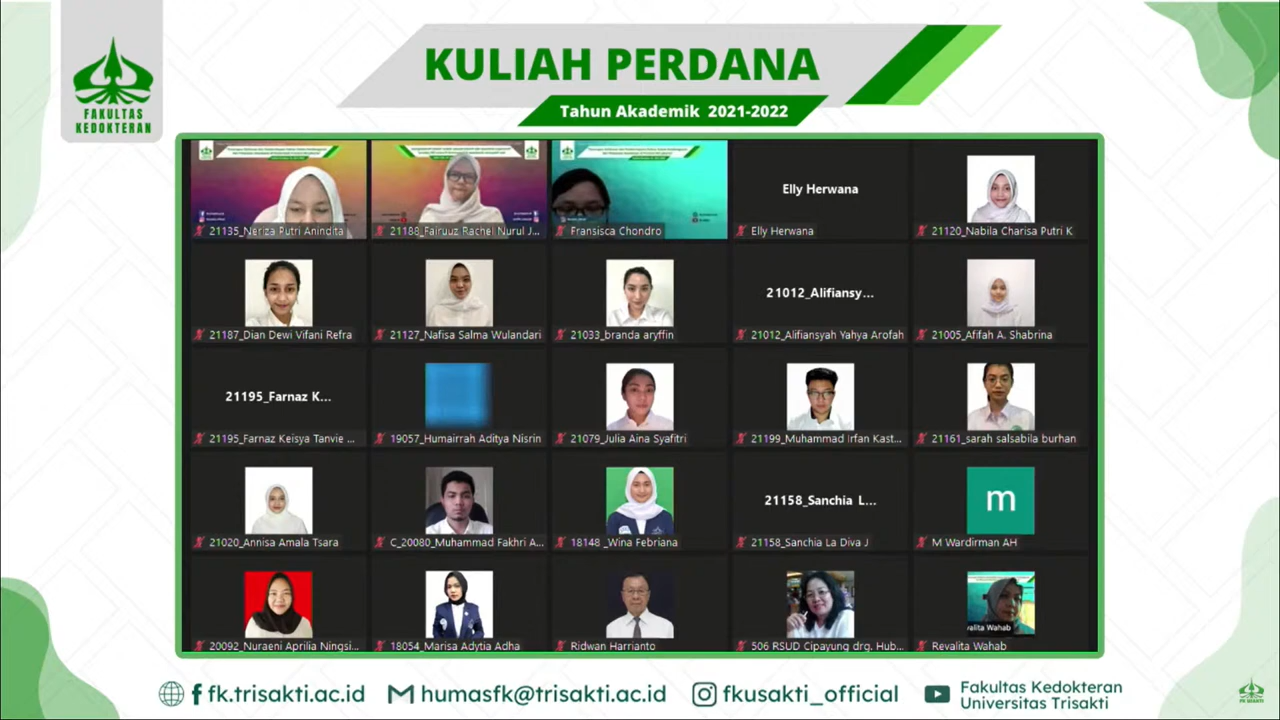 FAKULTAS
KEDOKTERAN
KULIAH PERDANA
Tahun Akademik 2021-2022
21135_Neriza Putri Anindita
21188_Fairuuz Rachel Nurul J...
Fransisca Chondro
Elly Herwana
Elly Herwana
21120_Nabila Charisa Putri K
21187_Dian Dewi Vifani Refra
21127_Nafisa Salma Wulandari
21033_branda aryffin
21012_Alifiansy...
21012_Alifiansyah Yahya Arofah
21005_Afifah A. Shabrina
21195_Farnaz K...
21195_Farnaz Keisya Tanvie ...
19057_Humairrah Aditya Nisrin
21079_Julia Aina Syafitri
21199_Muhammad Irfan Kast...
21161_sarah salsabila burhan
21020_Annisa Amala Tsara
C_20080_Muhammad Fakhri A...
18148 _Wina Febriana
21158_Sanchia L...
21158_Sanchia La Diva J
m
M Wardirman AH
20092_Nuraeni Aprilia Ningsi...
18054_Marisa Adytia Adha
Ridwan Harrianto
506 RSUD Cipayung drg. Hub...
valita Wahab
Revalita Wahab
fk.trisakti.ac.id
humasfk@trisakti.ac.id
fkusakti_official
Fakultas Kedokteran
Universitas Trisakti
FK USAKTI